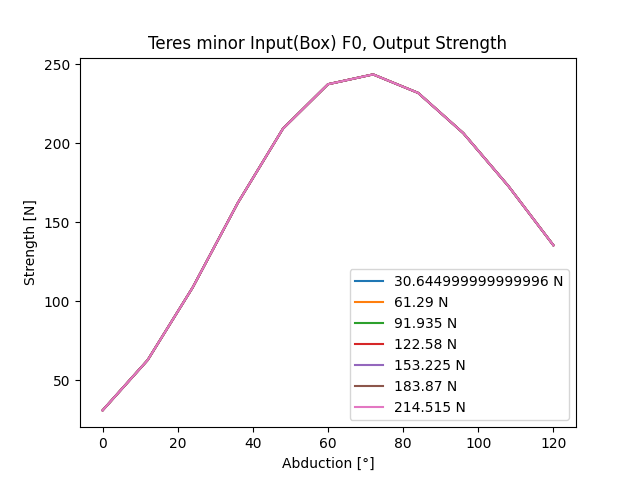 Teres minor Input(Box) F0, Output Strength
250
200
150
100
50
Strength [N]
30.644999999999996 N
61.29 N
91.935 N
122.58 N
153.225 N
183.87 N
214.515 N
0 20 40 60 80 100 120
Abduction [°]